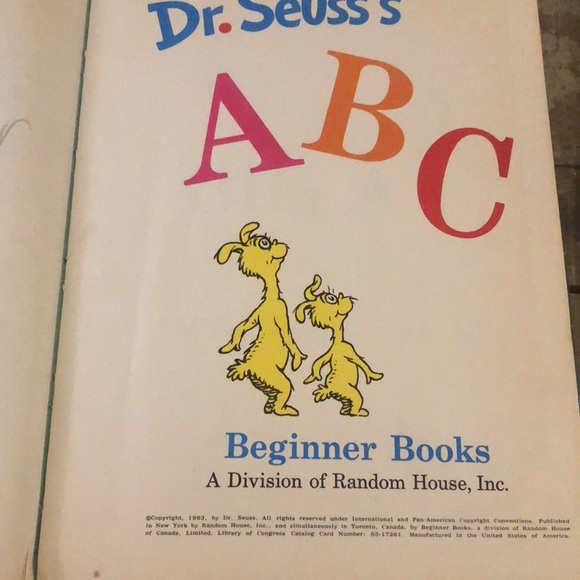 Dr. Seuss's
A B C
Beginner Books
A Division of Random House, Inc.
©Copyright, 1963, by Dr. Seuss. All rights reserved under International and Pan-American Copyright Conventions. Published
in New York by Random House, Inc., and simultaneously in Toronto, Canada, by Beginner Books, a division of Random House
of Canada, Limited. Library of Congress Catalog Card Number: 63-17261. Manufactured in the United States of America.